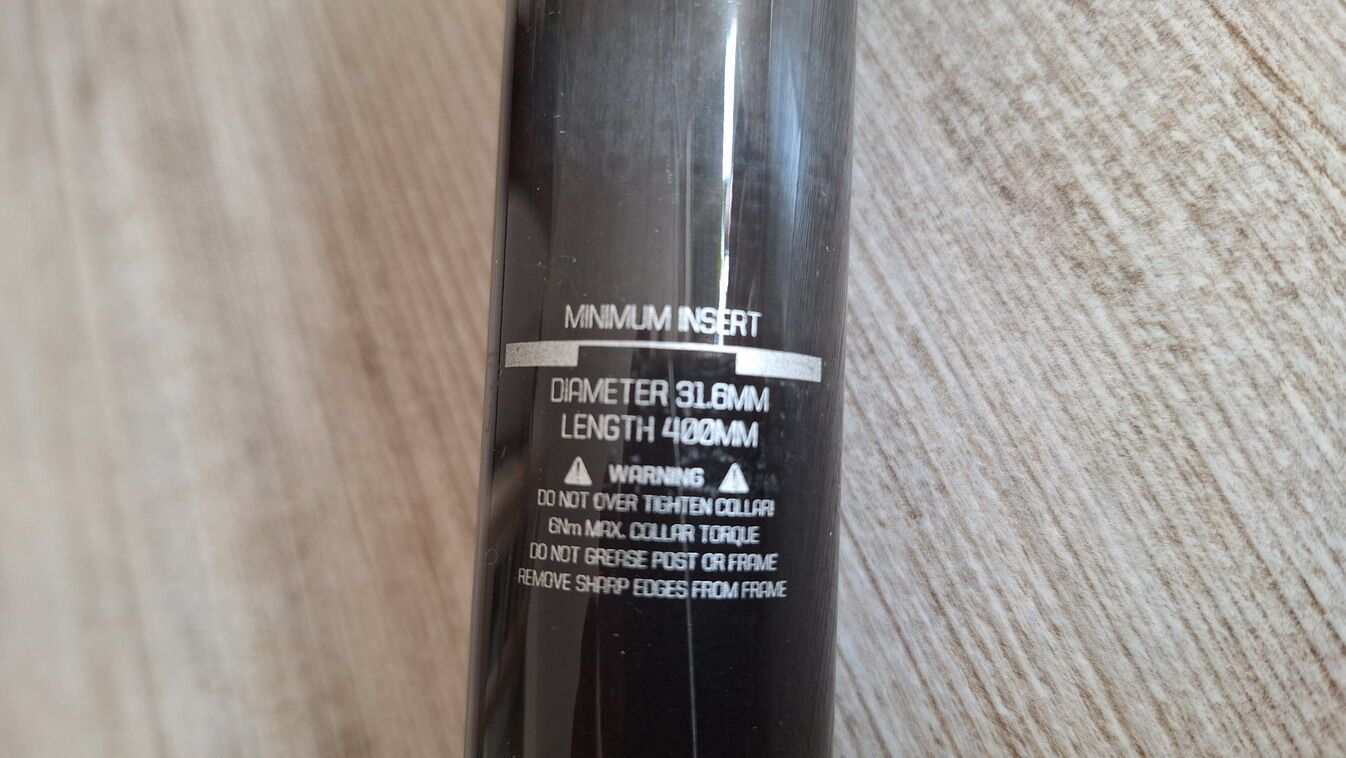 MINIMUM INSERT
DIAMETER 31.6MM
LENGTH 400MM
WARNING
DO NOT OVER TIGHTEN COLLAR!
6Nm MAX. COLLAR TORQUE
DO NOT GREASE POST OR FRAME
REMOVE SHARP EDGES FROM FRAME